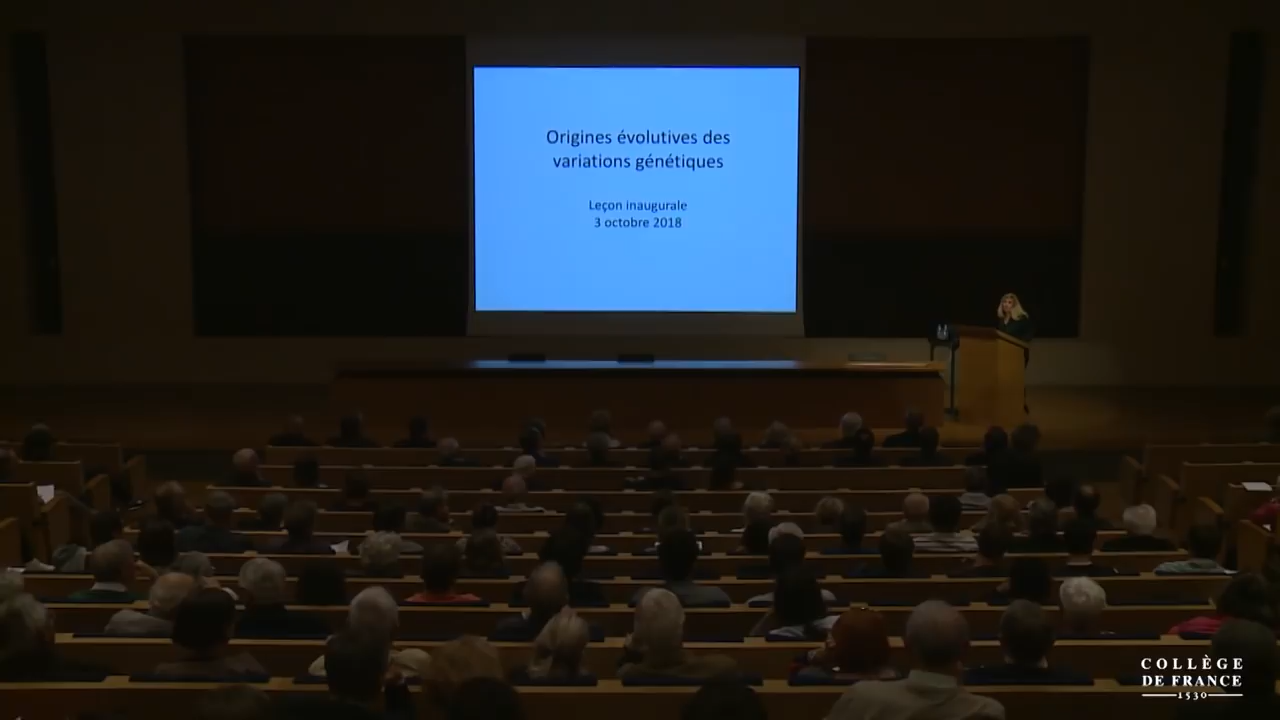 Origines évolutives des
variations génétiques
Leçon inaugurale
3 octobre 2018
COLLÈGE
DE FRANCE
1530